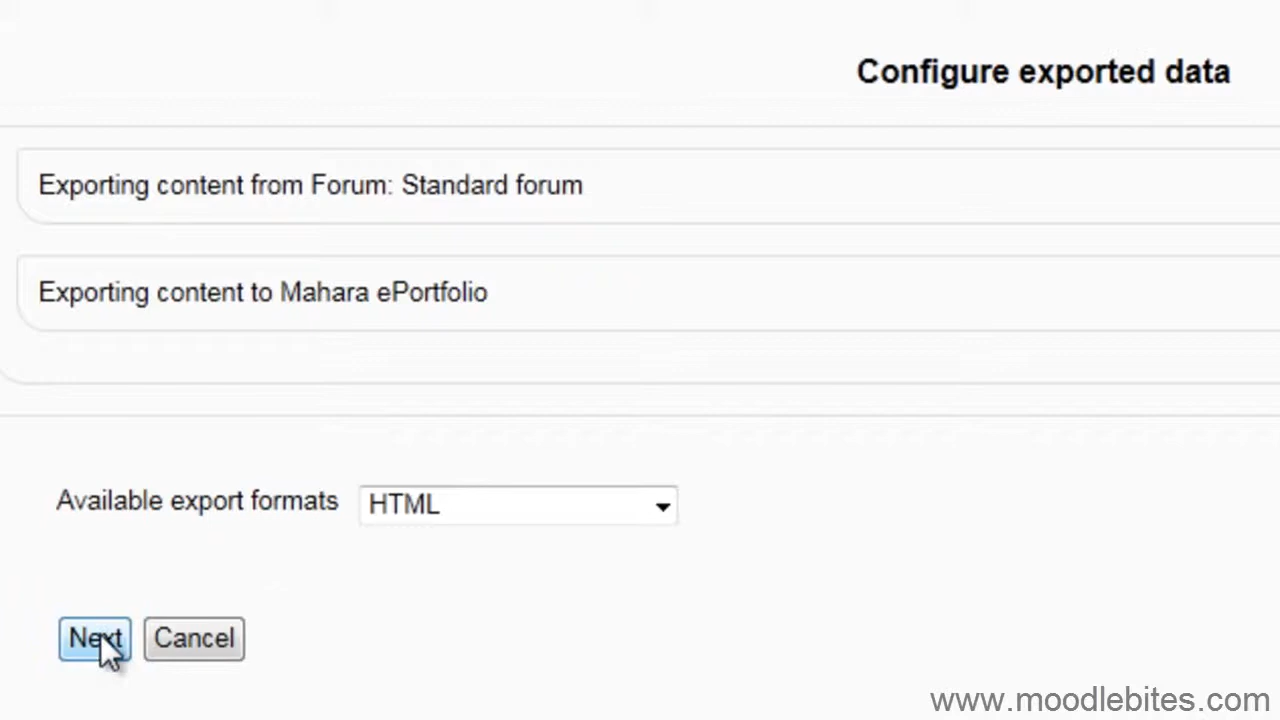 Configure exported data
Exporting content from Forum: Standard forum
Exporting content to Mahara ePortfolio
Available export formats HTML
Next Cancel
www.moodlebites.com